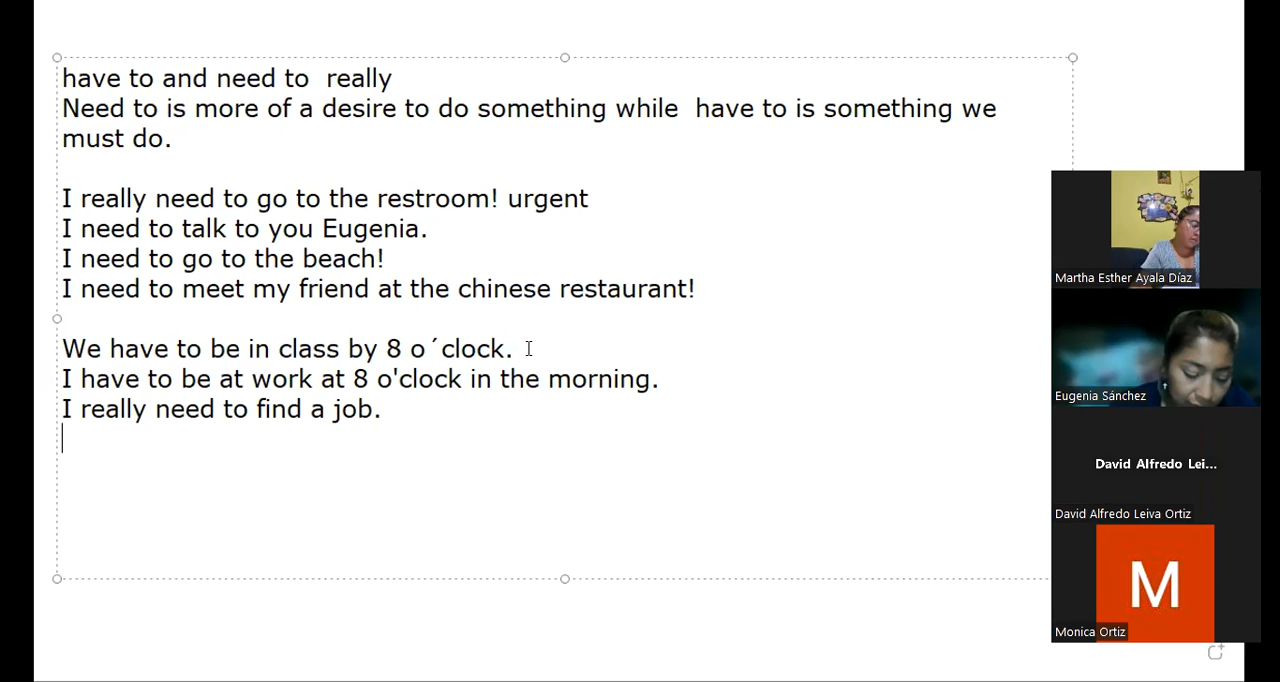 have to and need to  really
Need to is more of a desire to do something while  have to is something we
must do.
I really need to go to the restroom! urgent
I need to talk to you Eugenia.
I need to go to the beach!
I need to meet my friend at the chinese restaurant!
We have to be in class by 8 o´clock.
I have to be at work at 8 o'clock in the morning.
I really need to find a job.
Martha Esther Ayala Díaz
Eugenia Sánchez
David Alfredo Lei...
David Alfredo Leiva Ortiz
M
Monica Ortiz